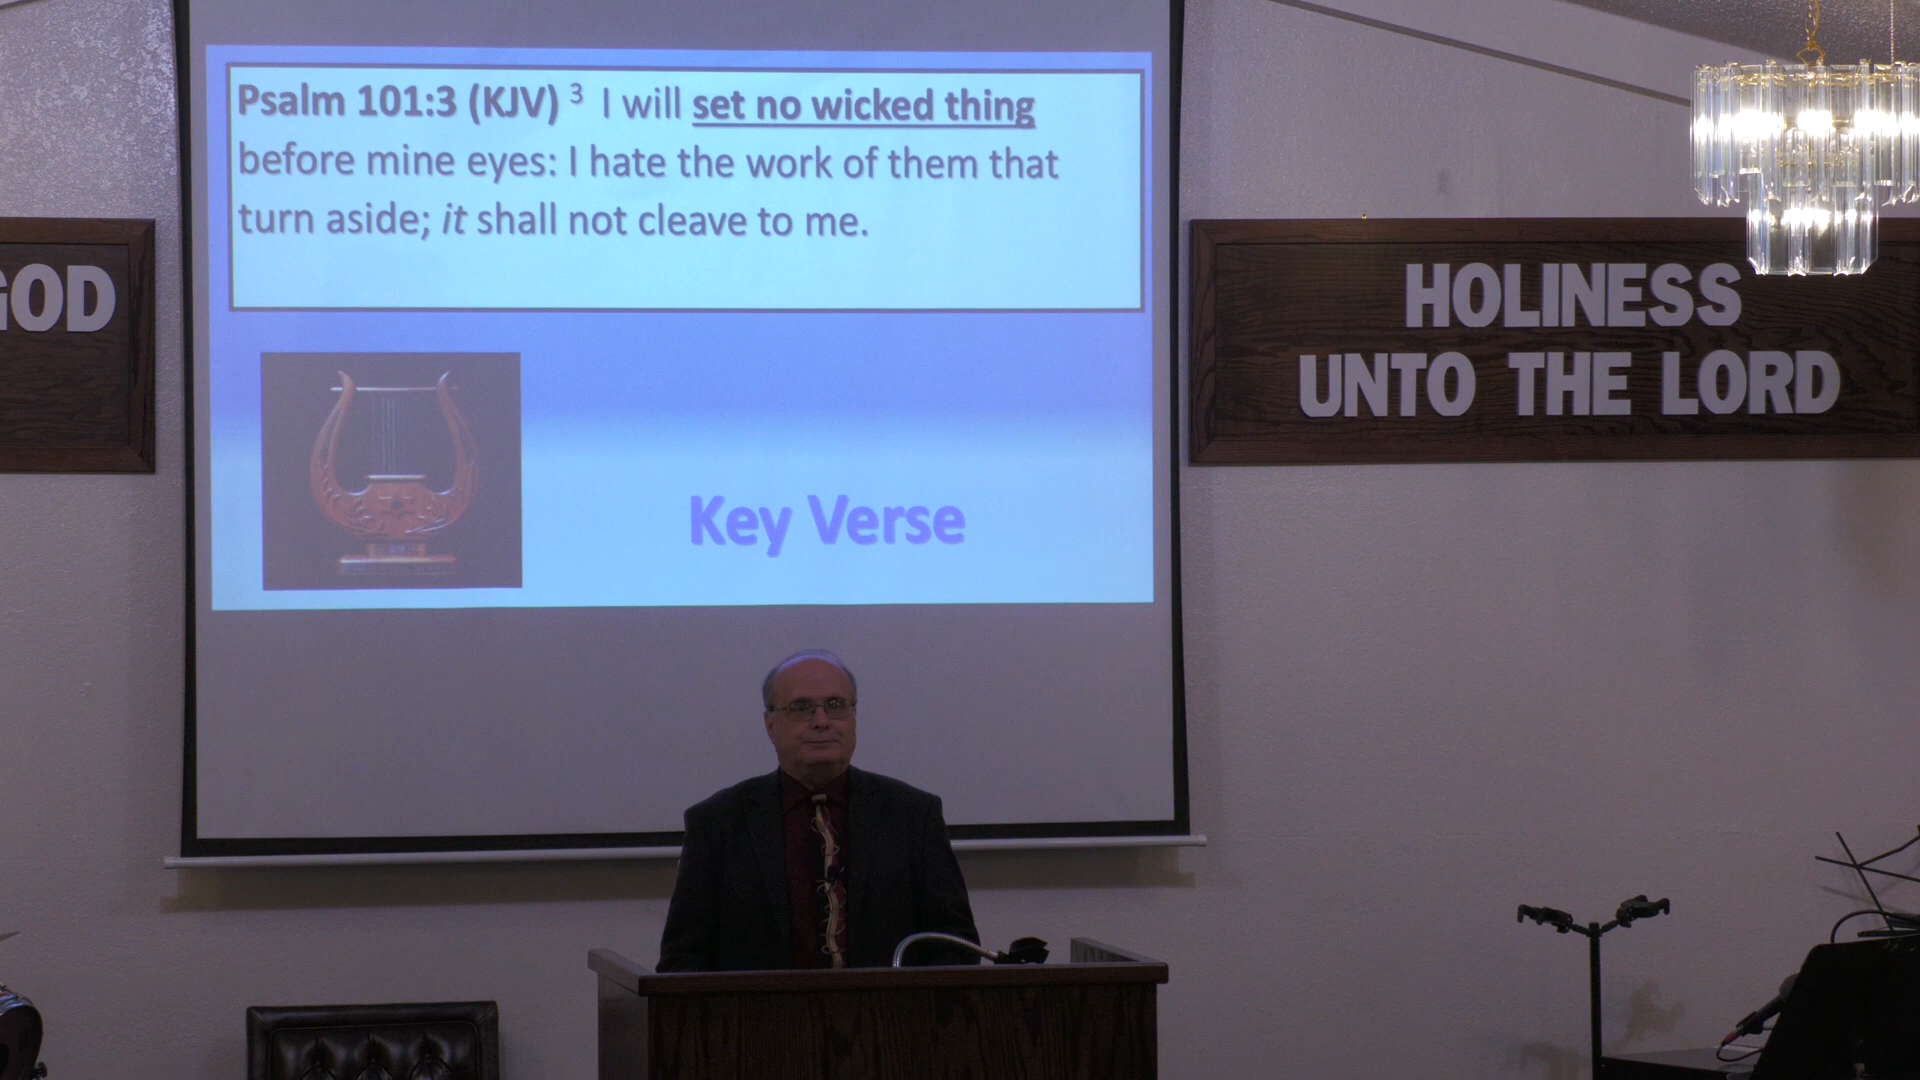 Psalm 101:3 (KJV) 3 I will set no wicked thing
before mine eyes: I hate the work of them that
turn aside; it shall not cleave to me.
Key Verse
GOD
HOLINESS
UNTO THE LORD